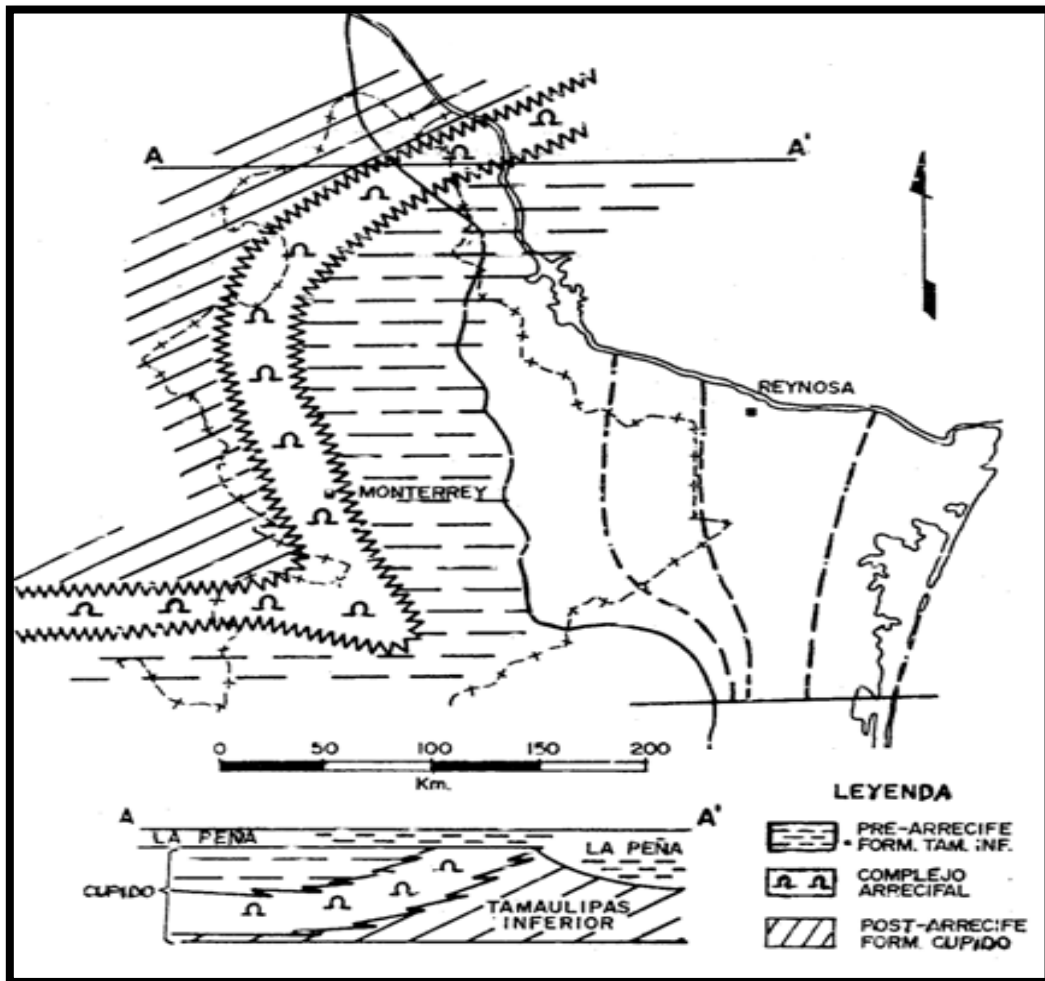 A A'
REYNOSA
MONTERREY
0 50 100 150 200
Km.
A A'
LA PEÑA
LA PEÑA
CUPIDO
TAMAULIPAS
INFERIOR
LEYENDA
PRE-ARRECIFE
FORM. TAM. INF.
COMPLEJO
ARRECIFAL
POST-ARRECIFE
FORM. CUPIDO